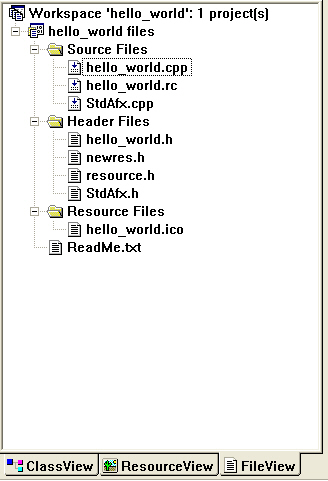 Workspace 'hello_world': 1 project(s)
hello_world files
Source Files
hello_world.cpp
hello_world.rc
StdAfx.cpp
Header Files
hello_world.h
newres.h
resource.h
StdAfx.h
Resource Files
hello_world.ico
ReadMe.txt
ClassView ResourceView FileView